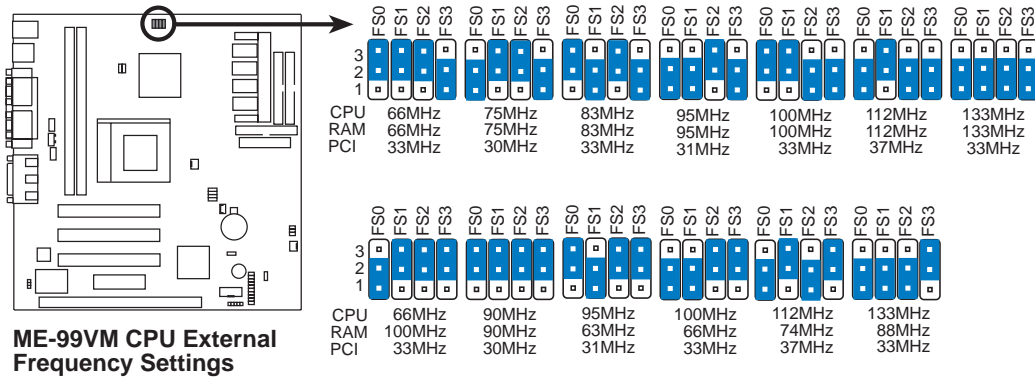 FS0 FS1 FS2 FS3 FS0 FS1 FS2 FS3 FS0 FS1 FS2 FS3 FS0 FS1 FS2 FS3 FS0 FS1 FS2 FS3 FS0 FS1 FS2 FS3 FS0 FS1 FS2 FS3
3
2
1
CPU 66MHz 75MHz 83MHz 95MHz 100MHz 112MHz 133MHz
RAM 66MHz 75MHz 83MHz 95MHz 100MHz 112MHz 133MHz
PCI 33MHz 30MHz 33MHz 31MHz 33MHz 37MHz 33MHz
FS0 FS1 FS2 FS3 FS0 FS1 FS2 FS3 FS0 FS1 FS2 FS3 FS0 FS1 FS2 FS3 FS0 FS1 FS2 FS3 FS0 FS1 FS2 FS3
3
2
1
CPU 66MHz 90MHz 95MHz 100MHz 112MHz 133MHz
RAM 100MHz 90MHz 63MHz 66MHz 74MHz 88MHz
PCI 33MHz 30MHz 31MHz 33MHz 37MHz 33MHz
ME-99VM CPU External
Frequency Settings